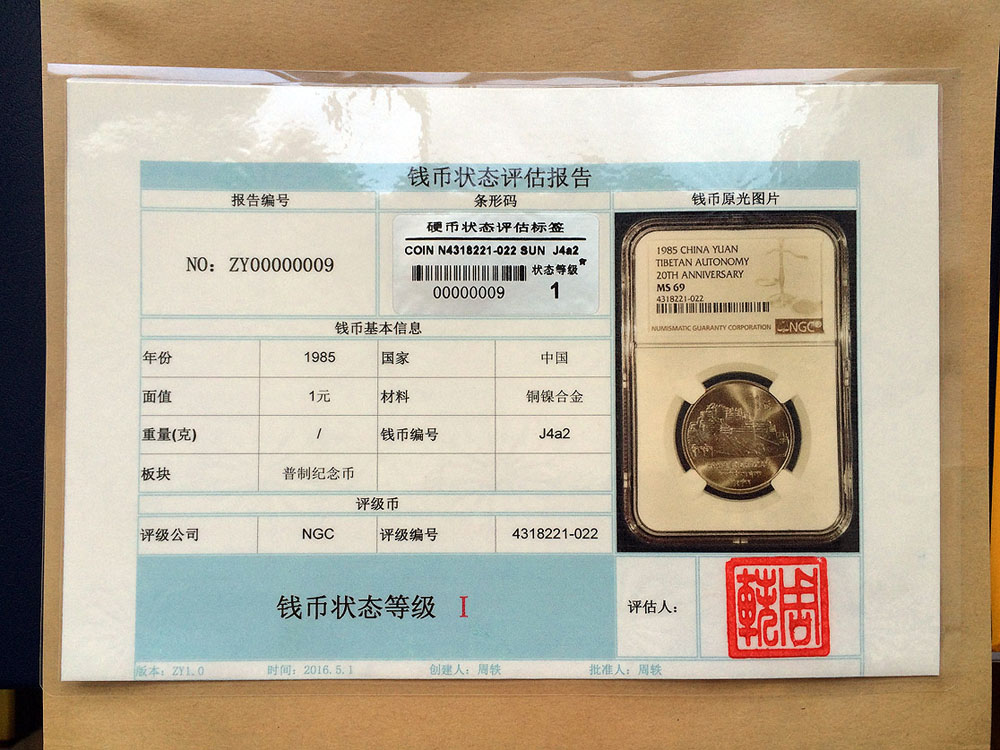 钱币状态评估报告
报告编号
条形码
钱币原光图片
NO：ZY00000009
硬币状态评估标签
COIN N4318221-022 SUN J4a2
状态等级
00000009
1
1985 CHINA YUAN
TIBETAN AUTONOMY
20TH ANNIVERSARY
MS 69
4318221-022
NUMISMATIC GUARANTY CORPORATION NGC
钱币基本信息
年份 1985 国家 中国
面值 1元 材料 铜镍合金
重量(克) / 钱币编号 J4a2
板块 普制纪念币
评级币
评级公司 NGC 评级编号 4318221-022
钱币状态等级 I
评估人：
版本：ZY1.0 时间：2016.5.1 创建人：周轶 批准人：周轶